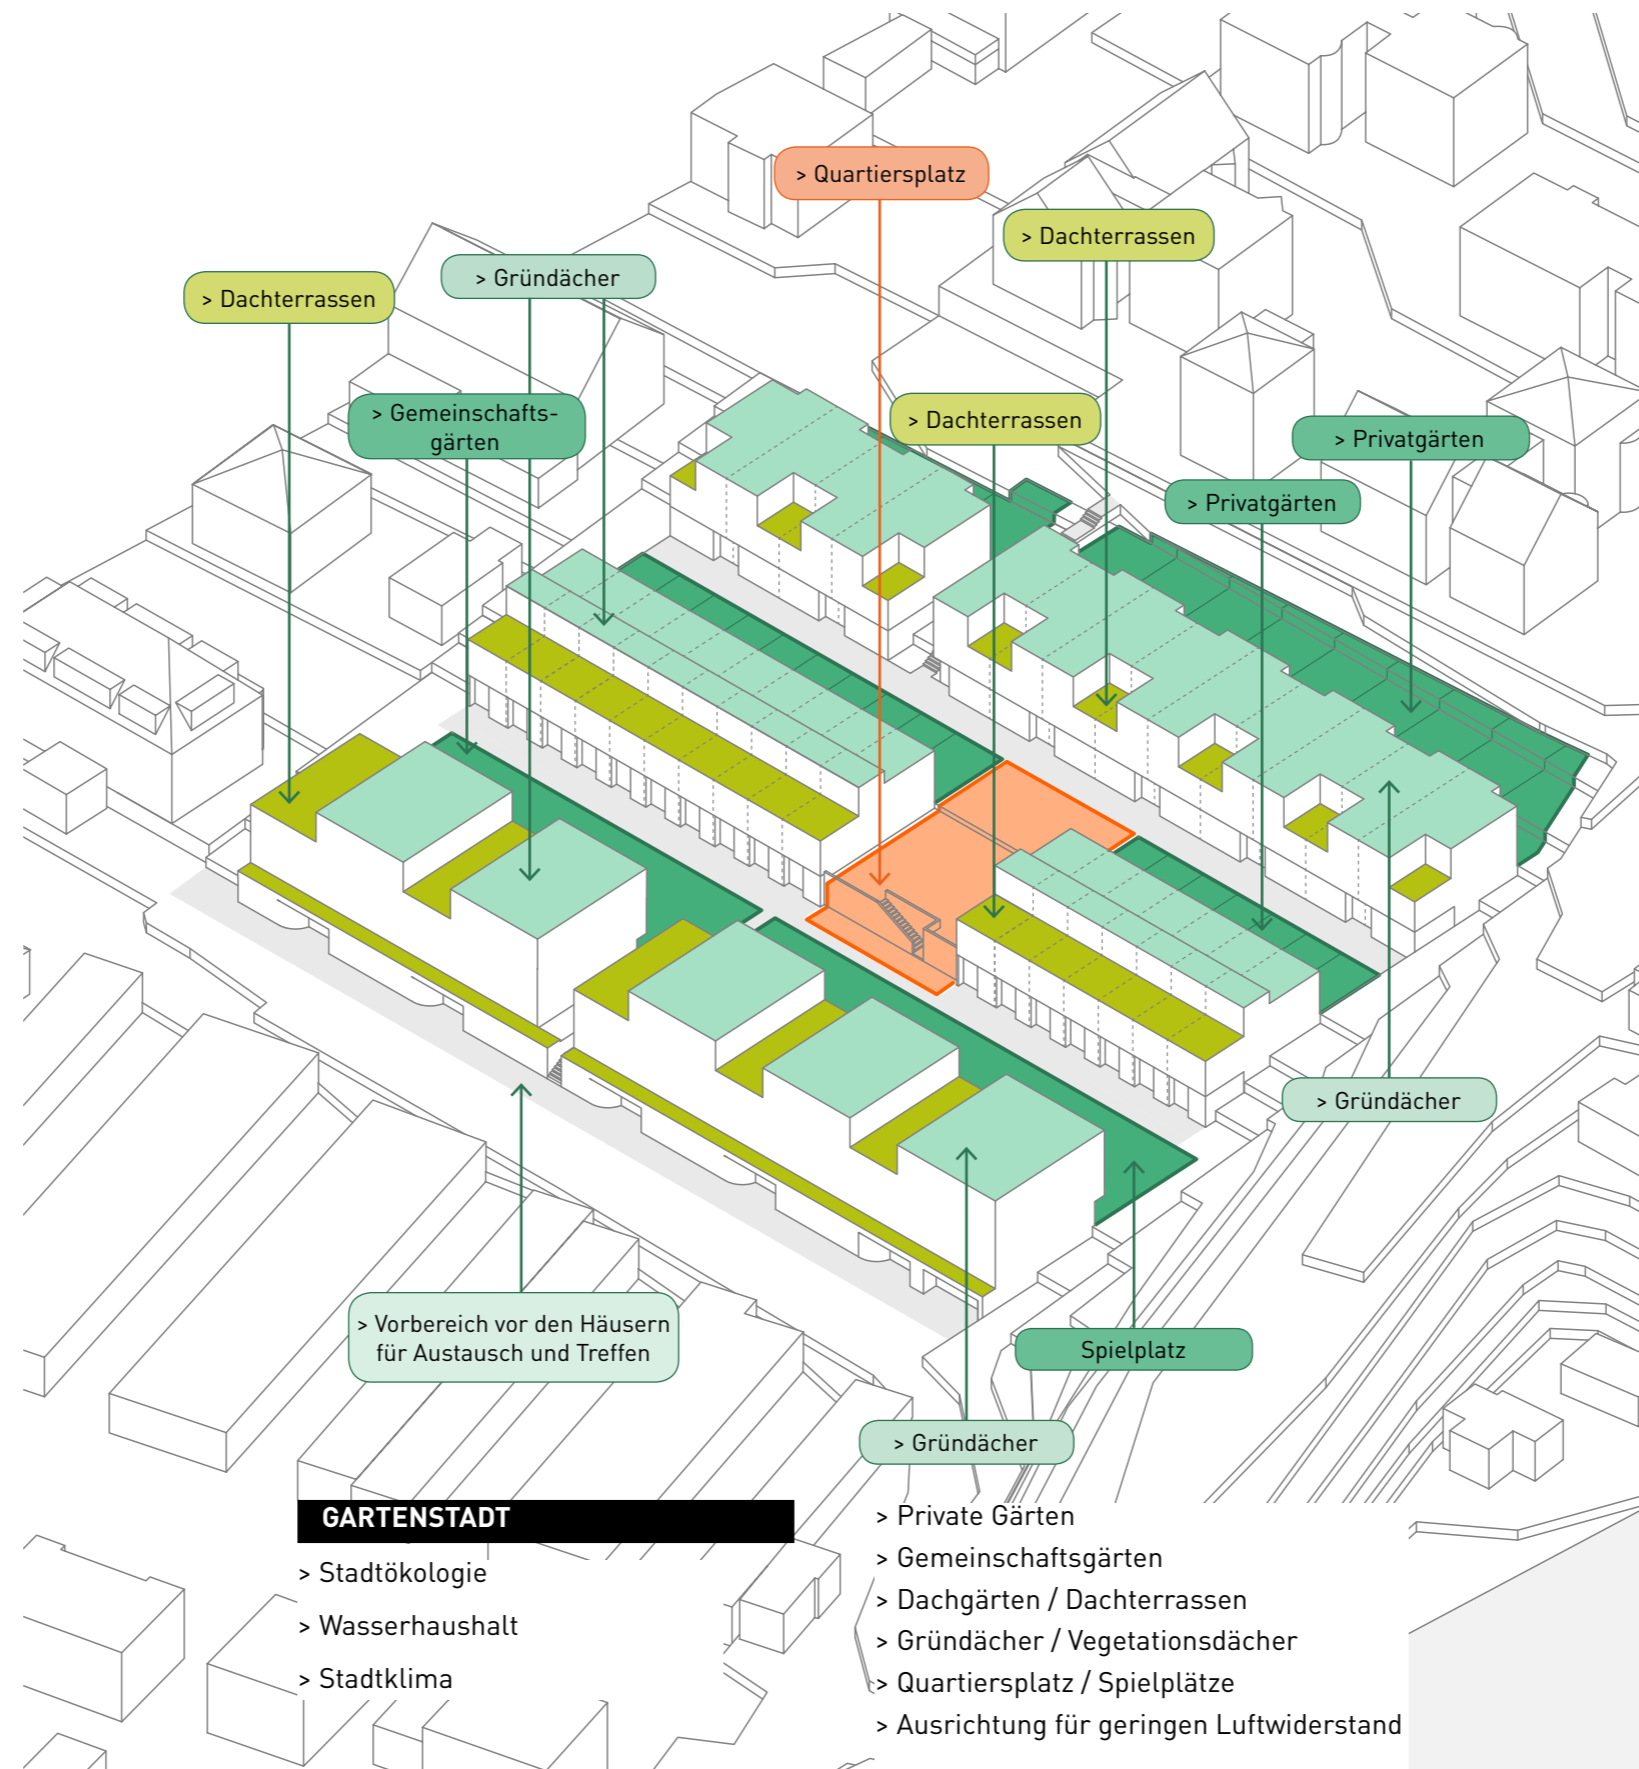 > Quartiersplatz
> Dachterrassen
> Gründächer
> Dachterrassen
> Gemeinschafts-
gärten
> Dachterrassen
> Privatgärten
> Privatgärten
> Gründächer
> Vorbereich vor den Häusern
für Austausch und Treffen
Spielplatz
> Gründächer
GARTENSTADT
> Stadtökologie
> Wasserhaushalt
> Stadtklima
> Private Gärten
> Gemeinschaftsgärten
> Dachgärten / Dachterrassen
> Gründächer / Vegetationsdächer
> Quartiersplatz / Spielplätze
> Ausrichtung für geringen Luftwiderstand